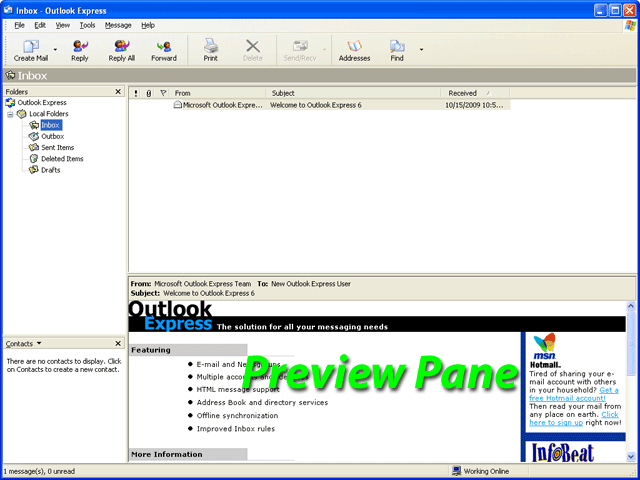 Inbox - Outlook Express
File Edit View Tools Message Help
Create Mail Reply Reply All Forward Print Delete Send/Recv Addresses Find
Inbox
Folders
Outlook Express
Local Folders
Inbox
Outbox
Sent Items
Deleted Items
Drafts
! From Subject Received
Microsoft Outlook Expre... Welcome to Outlook Express 6 10/15/2009 10:5...
From: Microsoft Outlook Express Team To: New Outlook Express User
Subject: Welcome to Outlook Express 6
Outlook
Express The solution for all your messaging needs
Featuring
E-mail and
Multiple
HTML message support
Address Book and directory services
Offline synchronization
Improved Inbox rules
More Information
Preview Pane
msn
Hotmail.
Tired of sharing your e-
mail account with others
in your household? Get a
free Hotmail account!
Then read your mail from
any place on earth. Click
here to sign up right now!
InfoBeat
Contacts
There are no contacts to display. Click
on Contacts to create a new contact.
1 message(s), 0 unread
Working Online